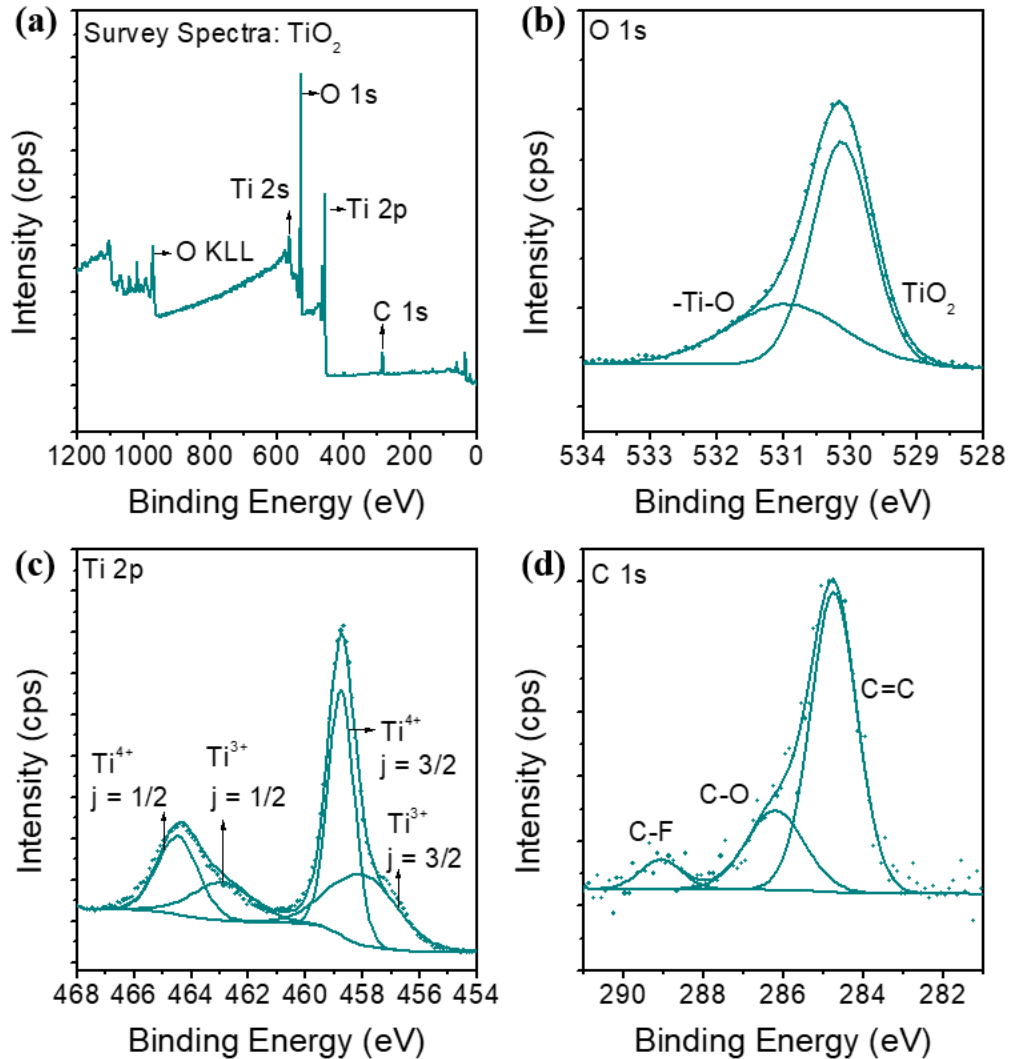 (a)
Survey Spectra: TiO₂
O 1s
Ti 2s
Ti 2p
O KLL
C 1s
Intensity (cps)
1200 1000 800 600 400 200 0
Binding Energy (eV)
(b)
O 1s
-Ti-O
TiO₂
Intensity (cps)
534 533 532 531 530 529 528
Binding Energy (eV)
(c)
Ti 2p
Ti⁴⁺
j = 1/2
Ti³⁺
j = 1/2
Ti⁴⁺
j = 3/2
Ti³⁺
j = 3/2
Intensity (cps)
468 466 464 462 460 458 456 454
Binding Energy (eV)
(d)
C 1s
C=C
C-O
C-F
Intensity (cps)
290 288 286 284 282
Binding Energy (eV)